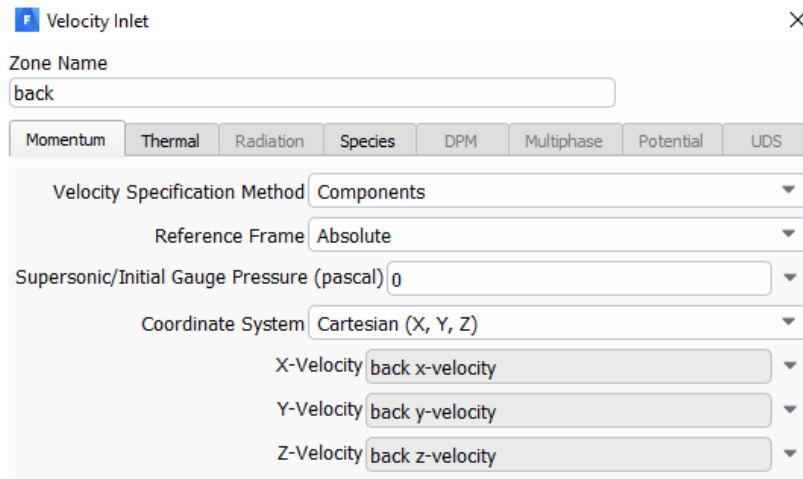 F Velocity Inlet
Zone Name
back
Momentum Thermal Radiation Species DPM Multiphase Potential UDS
Velocity Specification Method Components
Reference Frame Absolute
Supersonic/Initial Gauge Pressure (pascal) 0
Coordinate System Cartesian (X, Y, Z)
X-Velocity back x-velocity
Y-Velocity back y-velocity
Z-Velocity back z-velocity